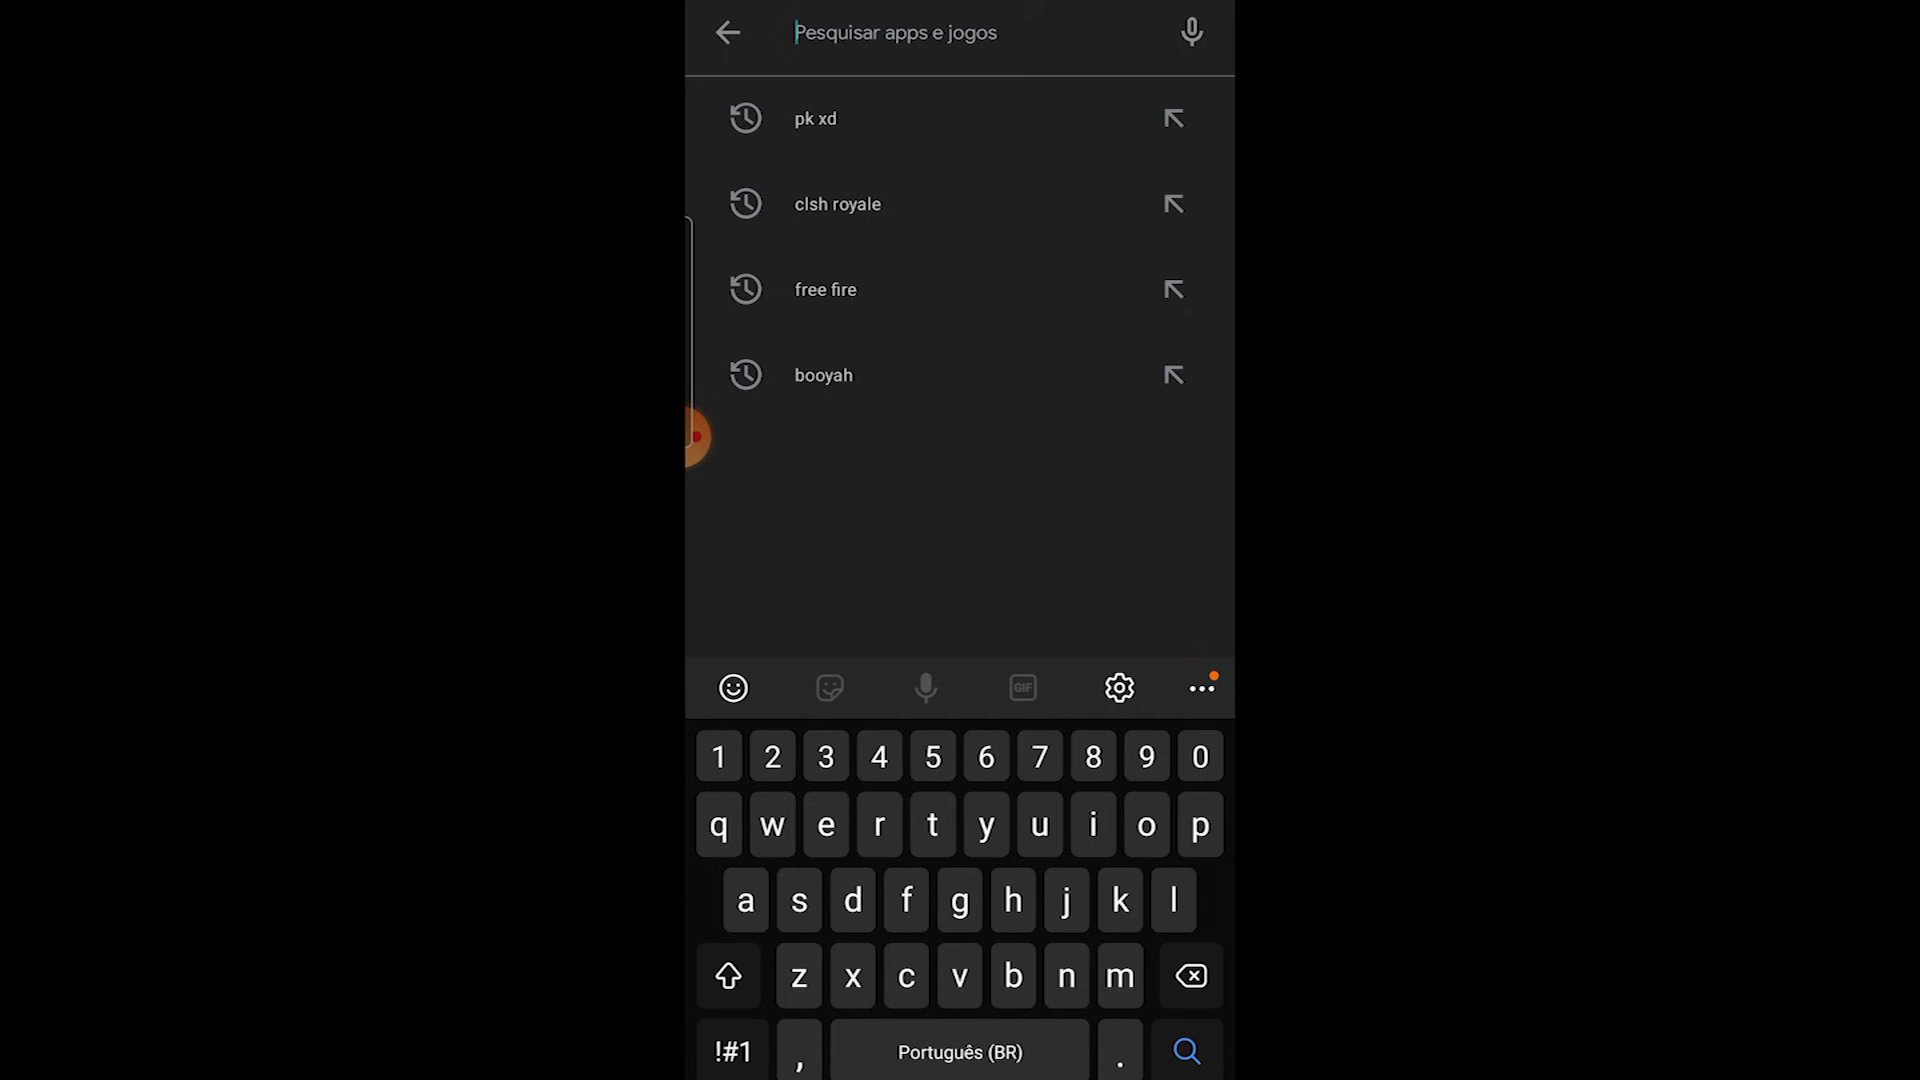 Pesquisar apps e jogos
pk xd
clsh royale
free fire
booyah
GIF
1 2 3 4 5 6 7 8 9 0
q w e r t y u i o p
a s d f g h j k l
z x c v b n m
!#1 , Português (BR) .